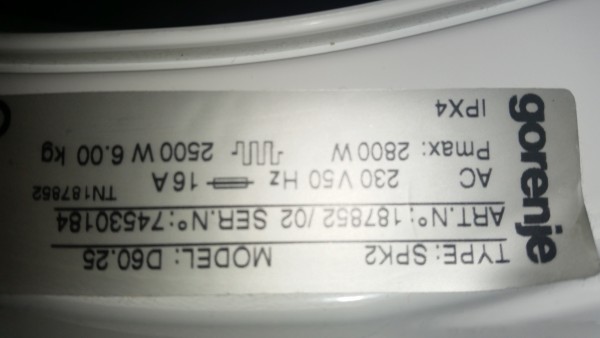 gorenje
TYPE: SPK2 MODEL: D60.25
ART.N°: 187852 /02 SER.N°: 74530184
TN187852
AC 230 V 50 Hz 16 A
Pmax: 2800 W 2500 W 6.00 kg
IPX4